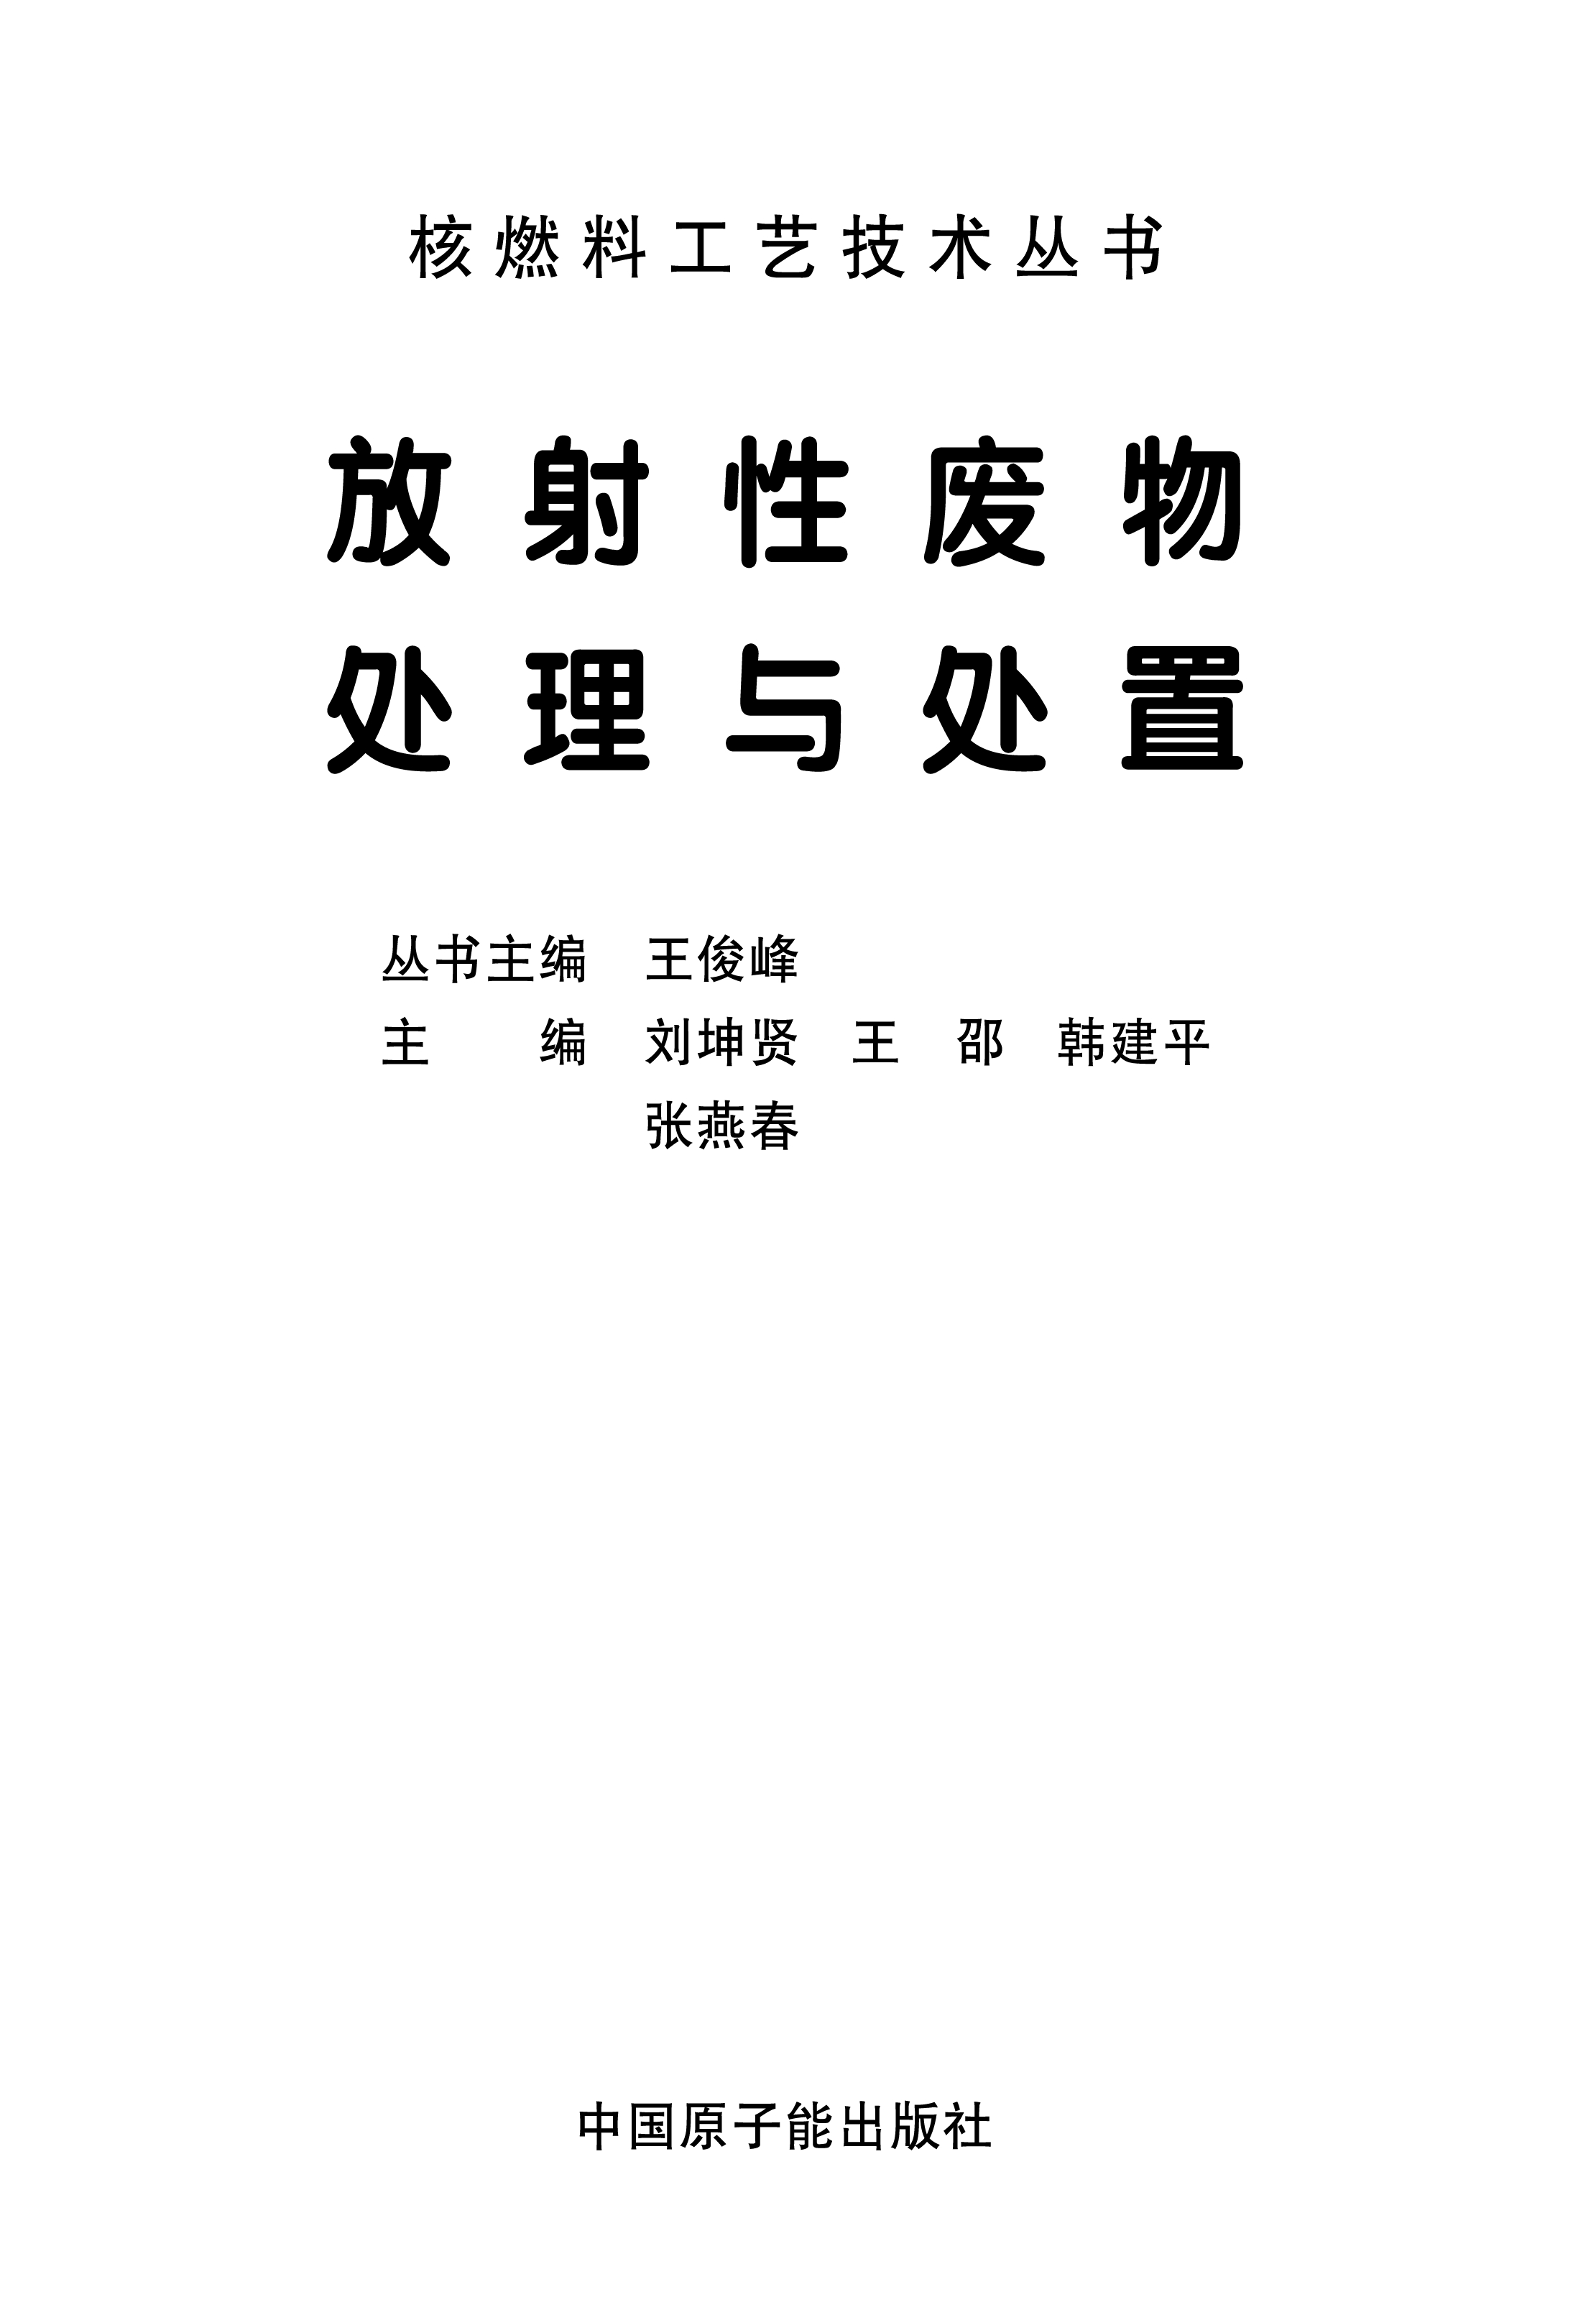 核燃料工艺技术丛书
放射性废物
处理与处置
丛书主编 王俊峰
主 编 刘坤贤 王 邵 韩建平
张燕春
中国原子能出版社